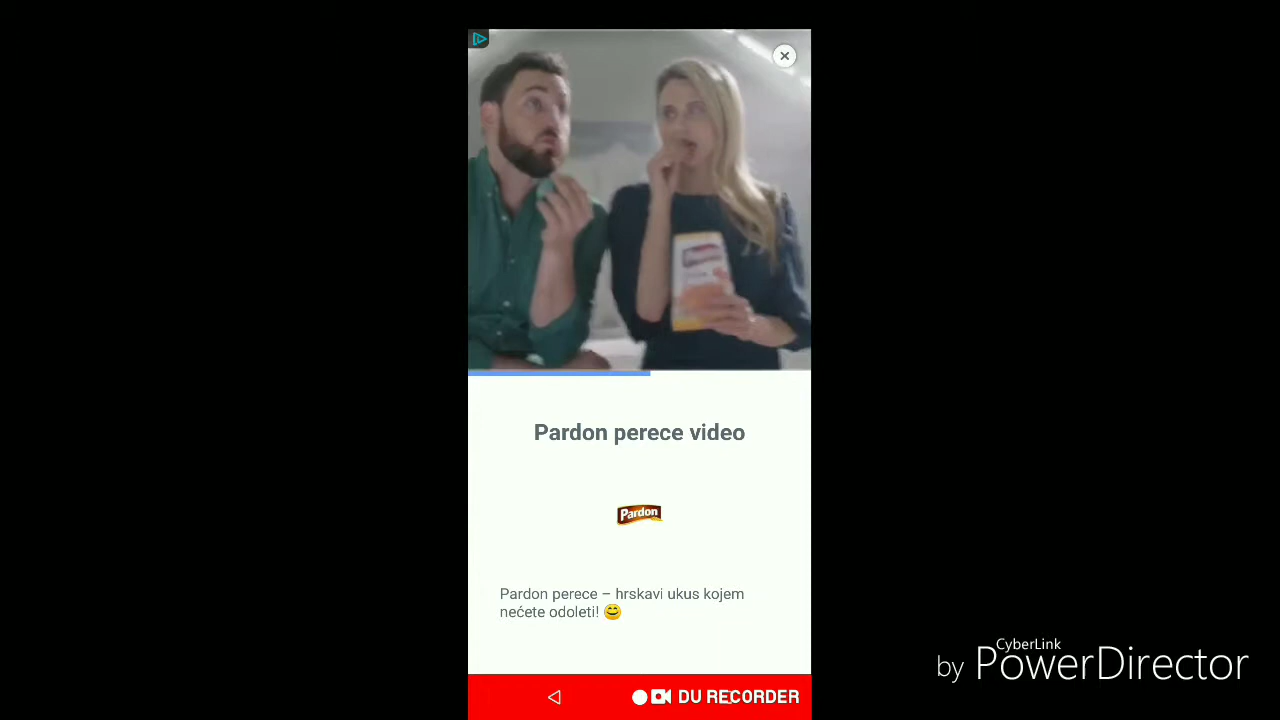 Pardon perece video
Pardon
Pardon perece – hrskavi ukus kojem
nećete odoleti! 😊
DU RECORDER
CyberLink
by PowerDirector